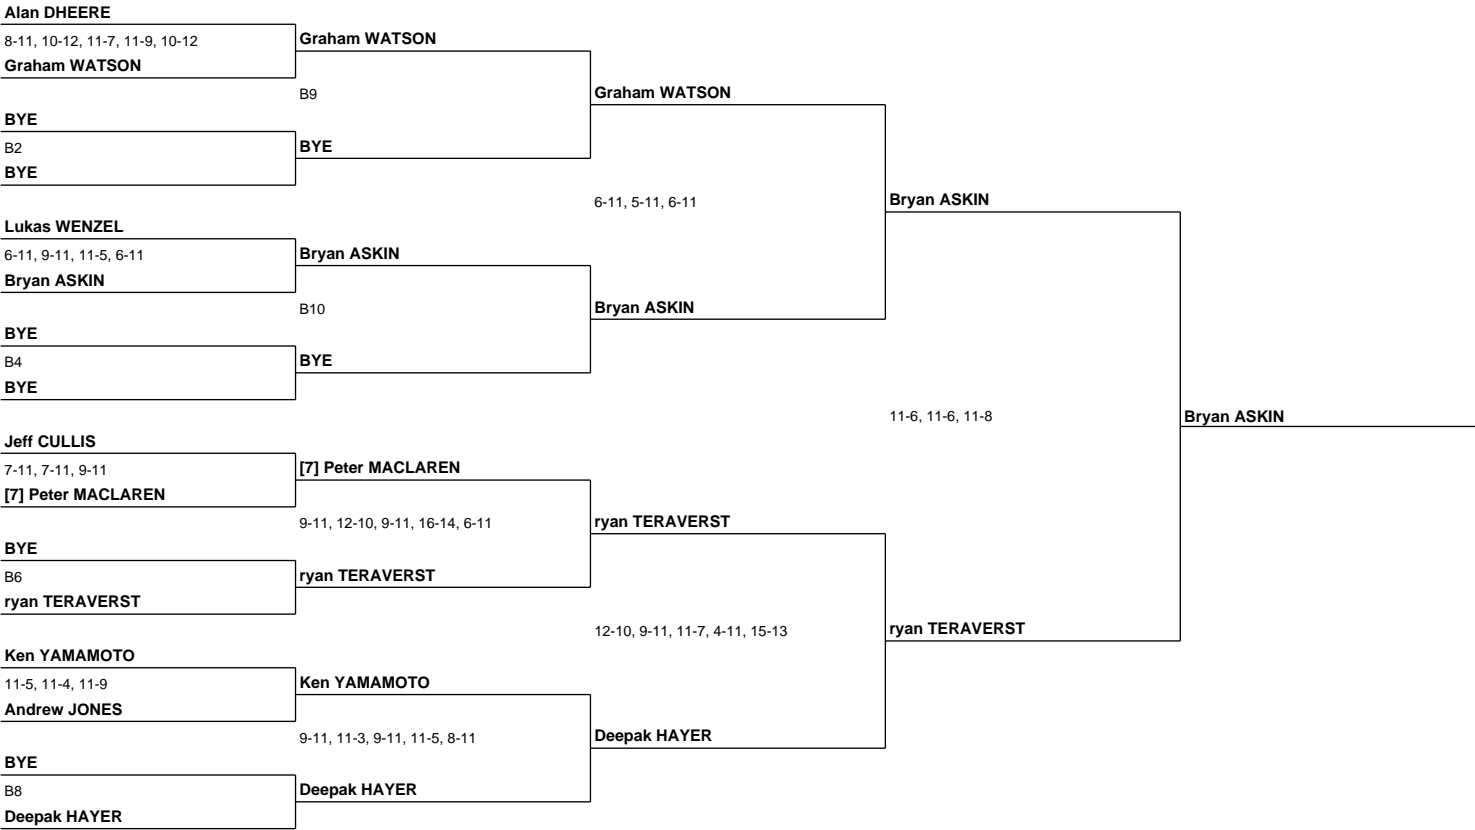 Alan DHEERE
8-11, 10-12, 11-7, 11-9, 10-12
Graham WATSON
Graham WATSON
B9
Graham WATSON
BYE
B2
BYE
BYE
6-11, 5-11, 6-11
Bryan ASKIN
Lukas WENZEL
6-11, 9-11, 11-5, 6-11
Bryan ASKIN
Bryan ASKIN
B10
Bryan ASKIN
BYE
B4
BYE
BYE
11-6, 11-6, 11-8
Bryan ASKIN
Jeff CULLIS
7-11, 7-11, 9-11
[7] Peter MACLAREN
[7] Peter MACLAREN
9-11, 12-10, 9-11, 16-14, 6-11
ryan TERAVERST
BYE
B6
ryan TERAVERST
ryan TERAVERST
12-10, 9-11, 11-7, 4-11, 15-13
ryan TERAVERST
Ken YAMAMOTO
11-5, 11-4, 11-9
Andrew JONES
Ken YAMAMOTO
9-11, 11-3, 9-11, 11-5, 8-11
Deepak HAYER
BYE
B8
Deepak HAYER
Deepak HAYER